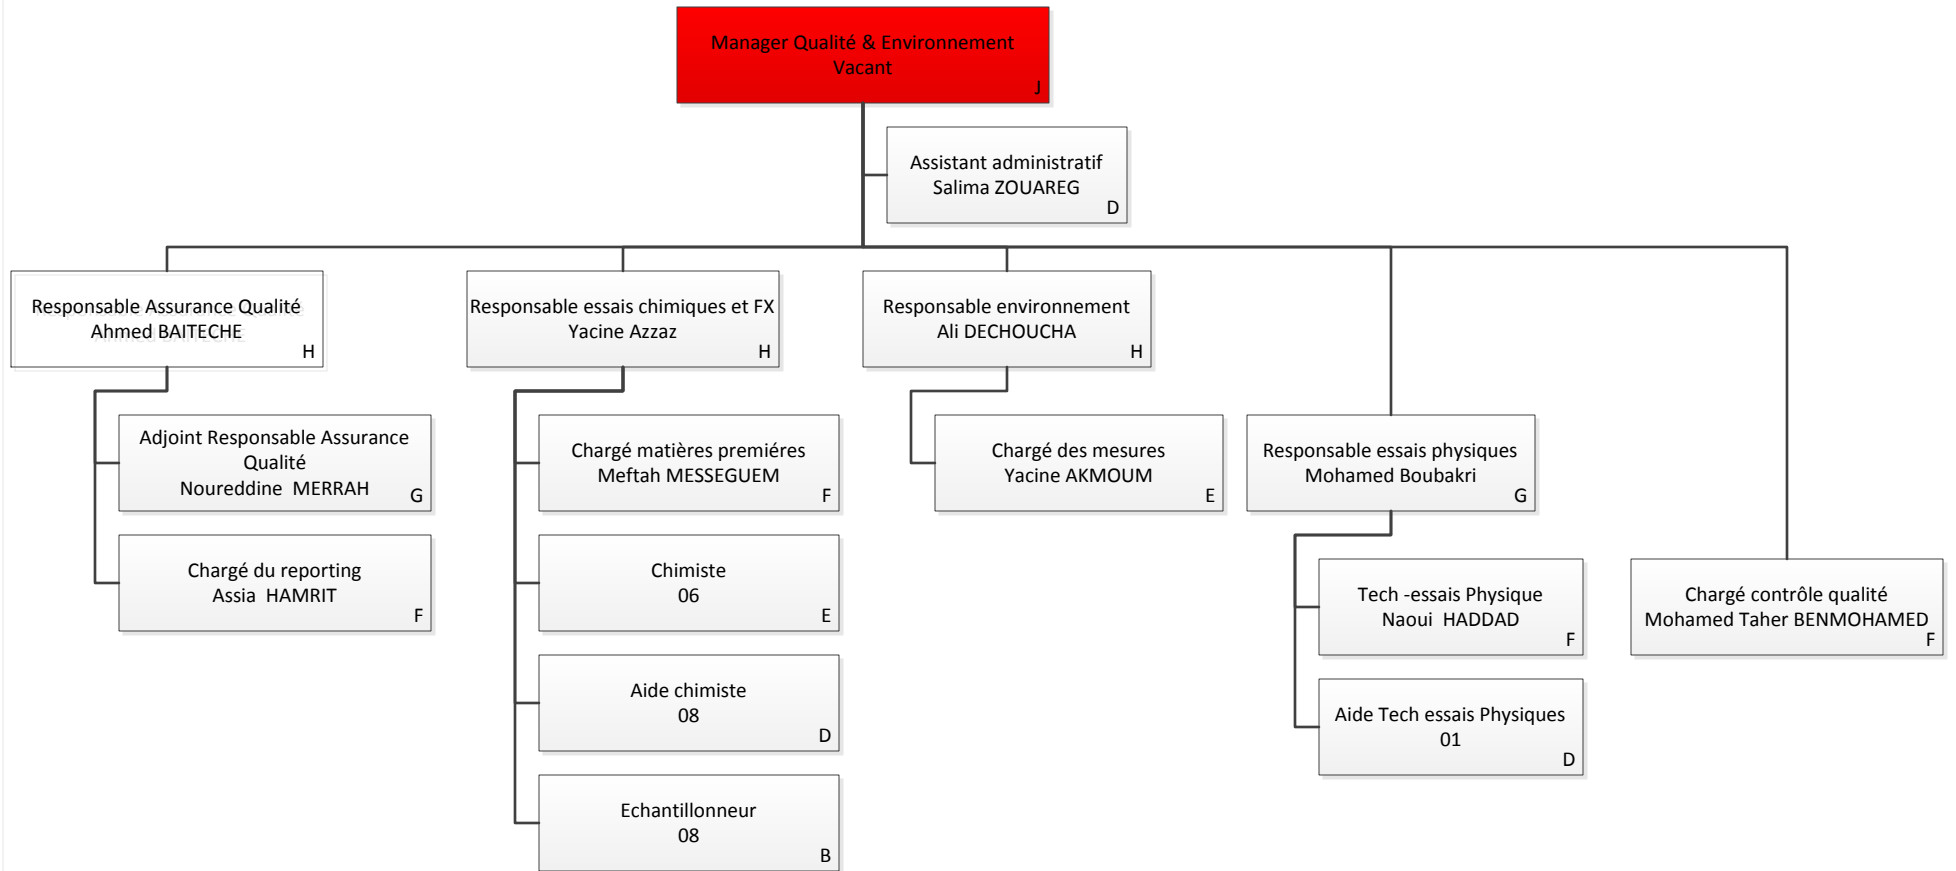 Manager Qualité & Environnement
Vacant
J
Assistant administratif
Salima ZOUAREG
D
Responsable Assurance Qualité
Ahmed BAITECHE
H
Responsable essais chimiques et FX
Yacine Azzaz
H
Responsable environnement
Ali DECHOUCHA
H
Adjoint Responsable Assurance
Qualité
Noureddine  MERRAH
G
Chargé du reporting
Assia  HAMRIT
F
Chargé matières premiéres
Meftah MESSEGUEM
F
Chimiste
06
E
Aide chimiste
08
D
Echantillonneur
08
B
Chargé des mesures
Yacine AKMOUM
E
Responsable essais physiques
Mohamed Boubakri
G
Tech -essais Physique
Naoui  HADDAD
F
Aide Tech essais Physiques
01
D
Chargé contrôle qualité
Mohamed Taher BENMOHAMED
F